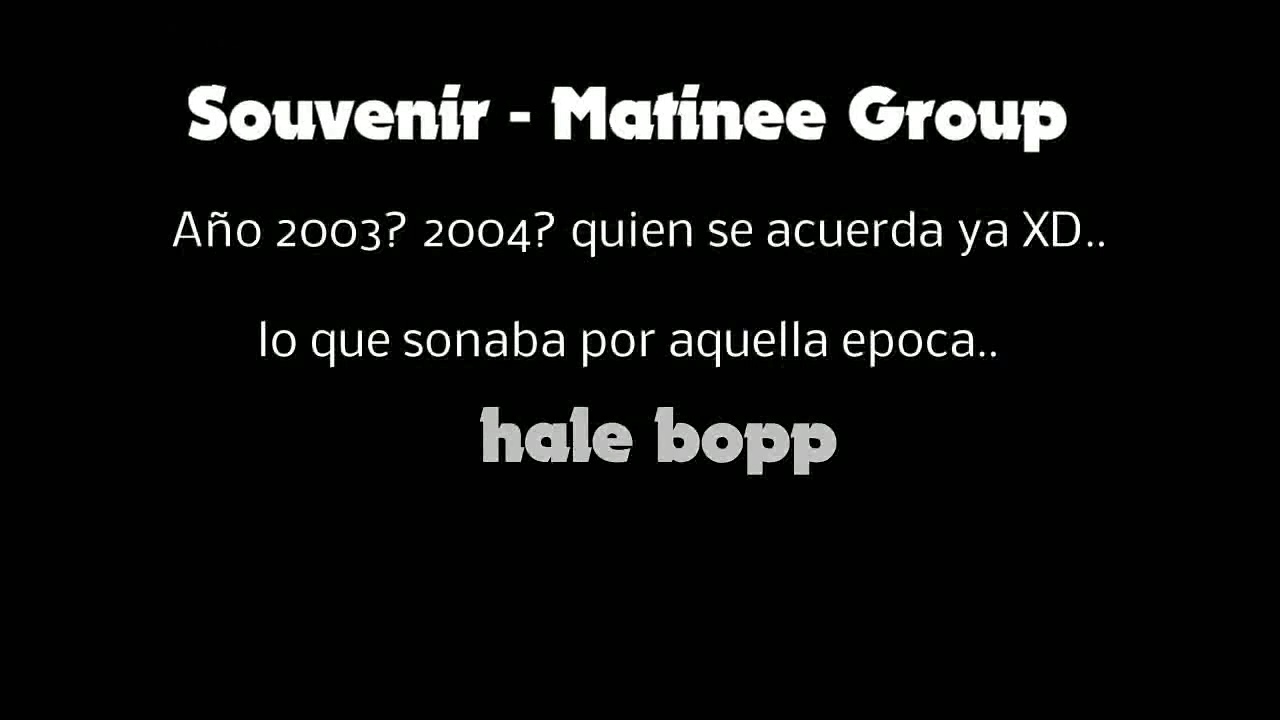 Souvenir - Matinee Group
Año 2003? 2004? quien se acuerda ya XD..
lo que sonaba por aquella epoca..
hale bopp